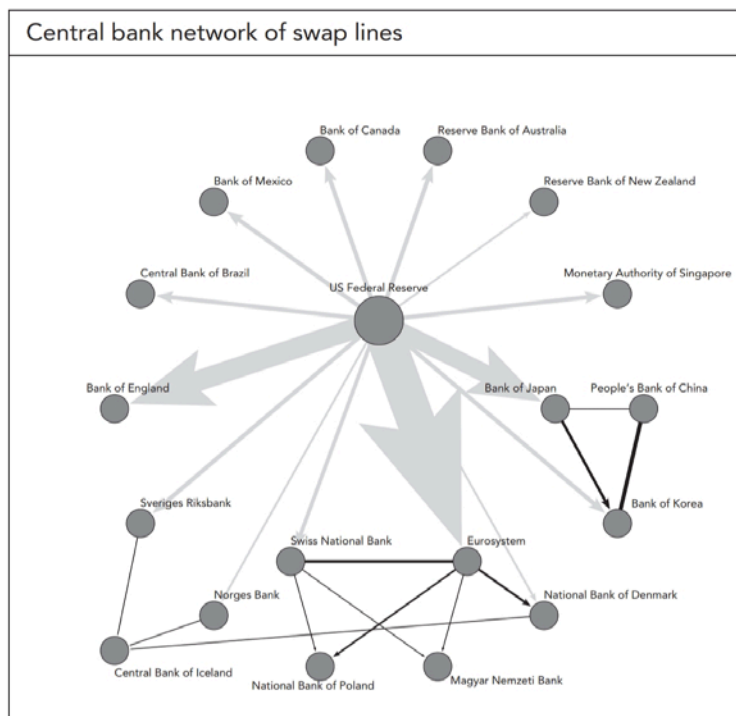 Central bank network of swap lines
Bank of Canada
Reserve Bank of Australia
Bank of Mexico
Reserve Bank of New Zealand
Central Bank of Brazil
Monetary Authority of Singapore
US Federal Reserve
Bank of England
Bank of Japan
People's Bank of China
Sveriges Riksbank
Bank of Korea
Swiss National Bank
Eurosystem
Norges Bank
National Bank of Denmark
Central Bank of Iceland
National Bank of Poland
Magyar Nemzeti Bank